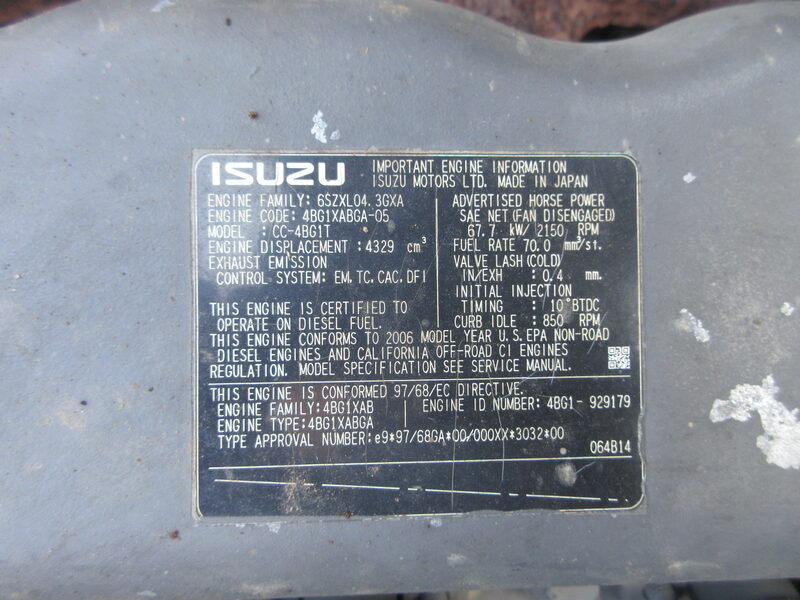 ISUZU IMPORTANT ENGINE INFORMATION
ISUZU MOTORS LTD. MADE IN JAPAN
ENGINE FAMILY: 6SZXL04.3GXA
ENGINE CODE: 4BG1XABGA-05
MODEL : CC-4BG1T
ENGINE DISPLACEMENT :4329 cm³
EXHAUST EMISSION
CONTROL SYSTEM: EM, TC, CAC, DFI
THIS ENGINE IS CERTIFIED TO
OPERATE ON DIESEL FUEL.
ADVERTISED HORSE POWER
SAE NET(FAN DISENGAGED)
67.7 kW/ 2150 RPM
FUEL RATE 70.0 mm³/st.
VALVE LASH(COLD)
IN/EXH : 0.4 mm.
INITIAL INJECTION
TIMING : 10°BTDC
CURB IDLE : 850 RPM
THIS ENGINE CONFORMS TO 2006 MODEL YEAR U.S.EPA NON-ROAD
DIESEL ENGINES AND CALIFORNIA OFF-ROAD CI ENGINES
REGULATION. MODEL SPECIFICATION SEE SERVICE MANUAL.
THIS ENGINE IS CONFORMED 97/68/EC DIRECTIVE.
ENGINE FAMILY:4BG1XAB
ENGINE TYPE:4BG1XABGA
ENGINE ID NUMBER: 4BG1- 929179
TYPE APPROVAL NUMBER:e9*97/68GA*00/000XX*3032*00
064B14